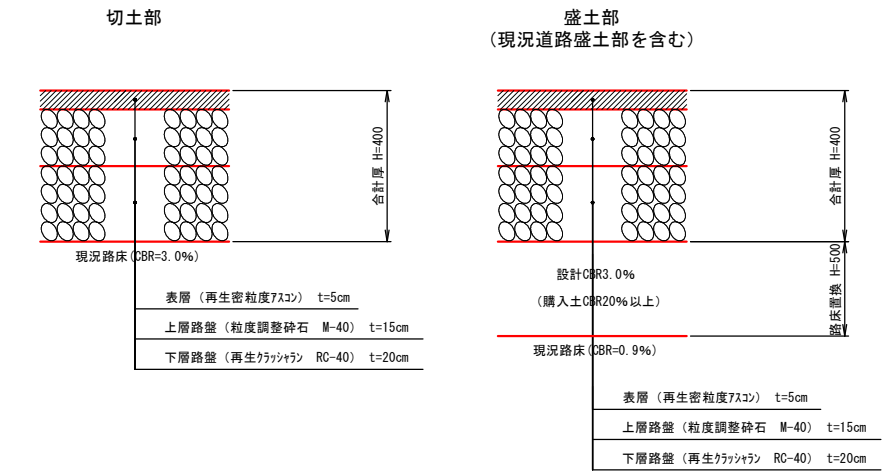 切土部
合計厚 H=400
現況路床(CBR=3.0%)
表層（再生密粒度ｱｽｺﾝ） t=5cm
上層路盤（粒度調整砕石 M-40） t=15cm
下層路盤（再生ｸﾗｯｼｬﾗﾝ RC-40） t=20cm
盛土部
（現況道路盛土部を含む）
合計厚 H=400
設計CBR3.0%
（購入土CBR20%以上）
路床置換 H=500
現況路床(CBR=0.9%)
表層（再生密粒度ｱｽｺﾝ） t=5cm
上層路盤（粒度調整砕石 M-40） t=15cm
下層路盤（再生ｸﾗｯｼｬﾗﾝ RC-40） t=20cm